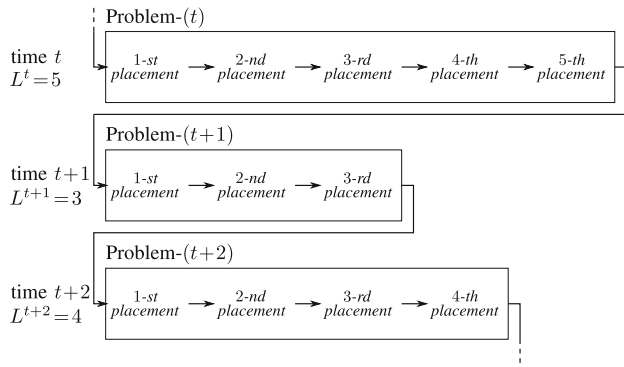 Problem-(t)
time t
L^t=5
1-st placement
2-nd placement
3-rd placement
4-th placement
5-th placement
Problem-(t+1)
time t+1
L^{t+1}=3
1-st placement
2-nd placement
3-rd placement
Problem-(t+2)
time t+2
L^{t+2}=4
1-st placement
2-nd placement
3-rd placement
4-th placement